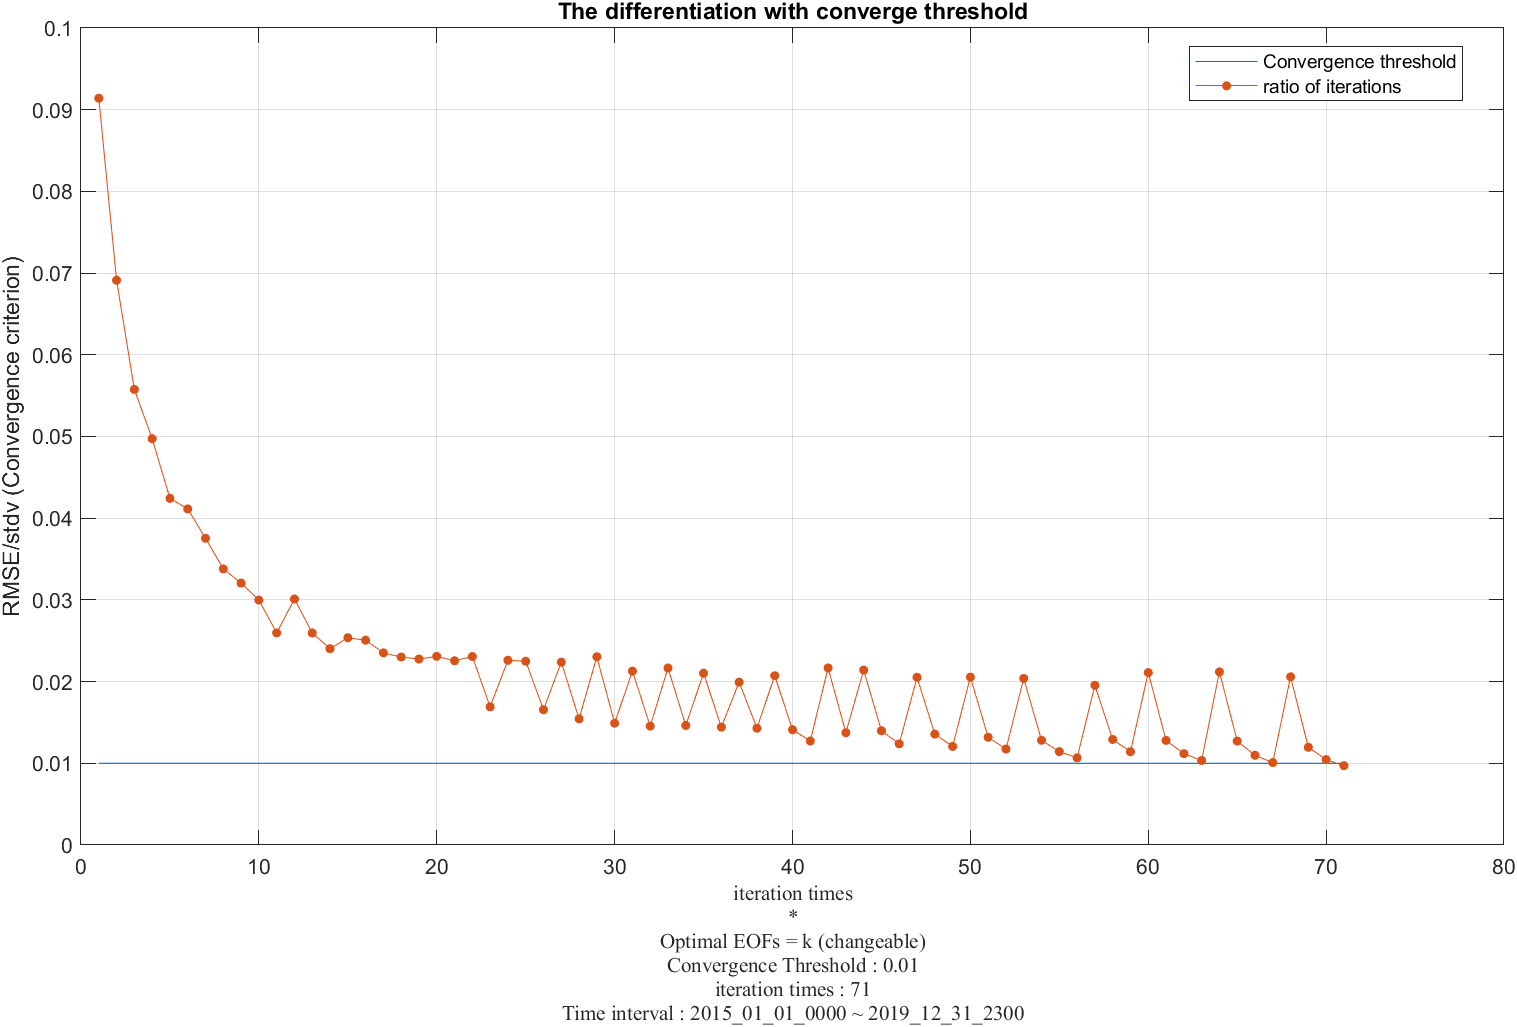 The differentiation with converge threshold
Convergence threshold
ratio of iterations
RMSE/stdv (Convergence criterion)
0.1
0.09
0.08
0.07
0.06
0.05
0.04
0.03
0.02
0.01
0
0 10 20 30 40 50 60 70 80
iteration times
*
Optimal EOFs = k (changeable)
Convergence Threshold : 0.01
iteration times : 71
Time interval : 2015_01_01_0000 ~ 2019_12_31_2300